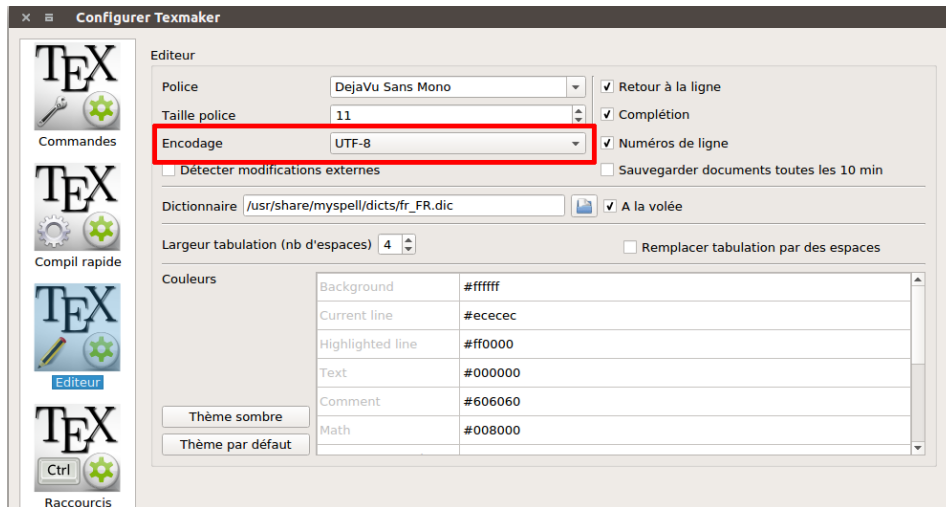 Configurer Texmaker
TEX
Commandes
TEX
Compil rapide
TEX
Editeur
TEX
Ctrl
Raccourcis
Editeur
Police DejaVu Sans Mono Retour à la ligne
Taille police 11 Complétion
Encodage UTF-8 Numéros de ligne
Détecter modifications externes Sauvegarder documents toutes les 10 min
Dictionnaire /usr/share/myspell/dicts/fr_FR.dic A la volée
Largeur tabulation (nb d'espaces) 4 Remplacer tabulation par des espaces
Couleurs
Background #ffffff
Current line #ececec
Highlighted line #ff0000
Text #000000
Comment #606060
Math #008000
Thème sombre
Thème par défaut